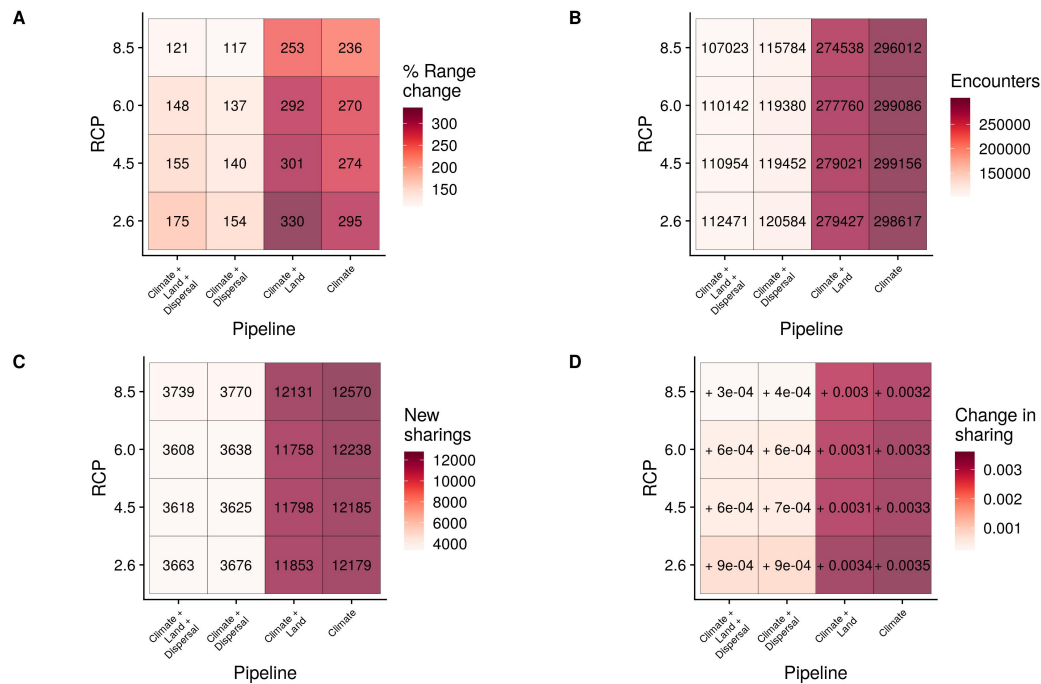 A
RCP
8.5
121 117 253 236
6.0
148 137 292 270
4.5
155 140 301 274
2.6
175 154 330 295
Climate +
Land +
Dispersal
Climate +
Dispersal
Climate +
Land
Climate
Pipeline
% Range
change
300
250
200
150
B
RCP
8.5
107023 115784 274538 296012
6.0
110142 119380 277760 299086
4.5
110954 119452 279021 299156
2.6
112471 120584 279427 298617
Climate +
Land +
Dispersal
Climate +
Dispersal
Climate +
Land
Climate
Pipeline
Encounters
250000
200000
150000
C
RCP
8.5
3739 3770 12131 12570
6.0
3608 3638 11758 12238
4.5
3618 3625 11798 12185
2.6
3663 3676 11853 12179
Climate +
Land +
Dispersal
Climate +
Dispersal
Climate +
Land
Climate
Pipeline
New
sharings
12000
10000
8000
6000
4000
D
RCP
8.5
+ 3e-04 + 4e-04 + 0.003 + 0.0032
6.0
+ 6e-04 + 6e-04 + 0.0031 + 0.0033
4.5
+ 6e-04 + 7e-04 + 0.0031 + 0.0033
2.6
+ 9e-04 + 9e-04 + 0.0034 + 0.0035
Climate +
Land +
Dispersal
Climate +
Dispersal
Climate +
Land
Climate
Pipeline
Change in
sharing
0.003
0.002
0.001